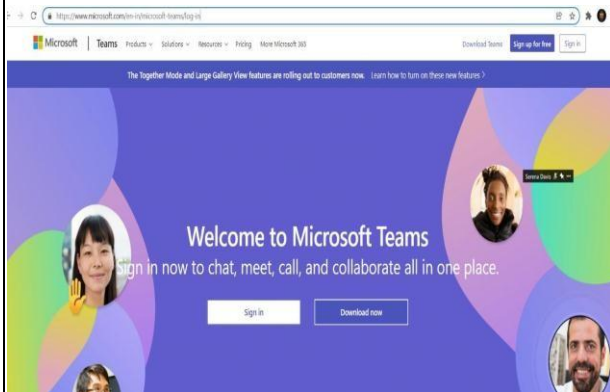 https://www.microsoft.com/en-in/microsoft-teams/log-in
Microsoft Teams Products Solutions Resources Pricing More Microsoft 365 Download Teams Sign up for free Sign in
The Together Mode and Large Gallery View features are rolling out to customers now. Learn how to turn on these new features >
Serena Davis
Welcome to Microsoft Teams
Sign in now to chat, meet, call, and collaborate all in one place.
Sign in Download now